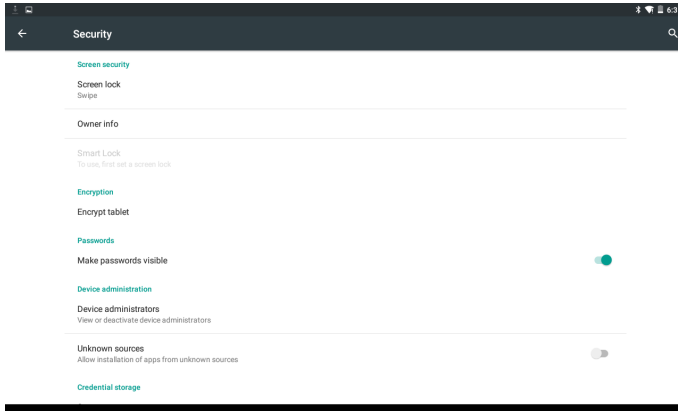 6:3
Security
Screen security
Screen lock
Swipe
Owner info
Smart Lock
To use, first set a screen lock
Encryption
Encrypt tablet
Passwords
Make passwords visible
Device administration
Device administrators
View or deactivate device administrators
Unknown sources
Allow installation of apps from unknown sources
Credential storage